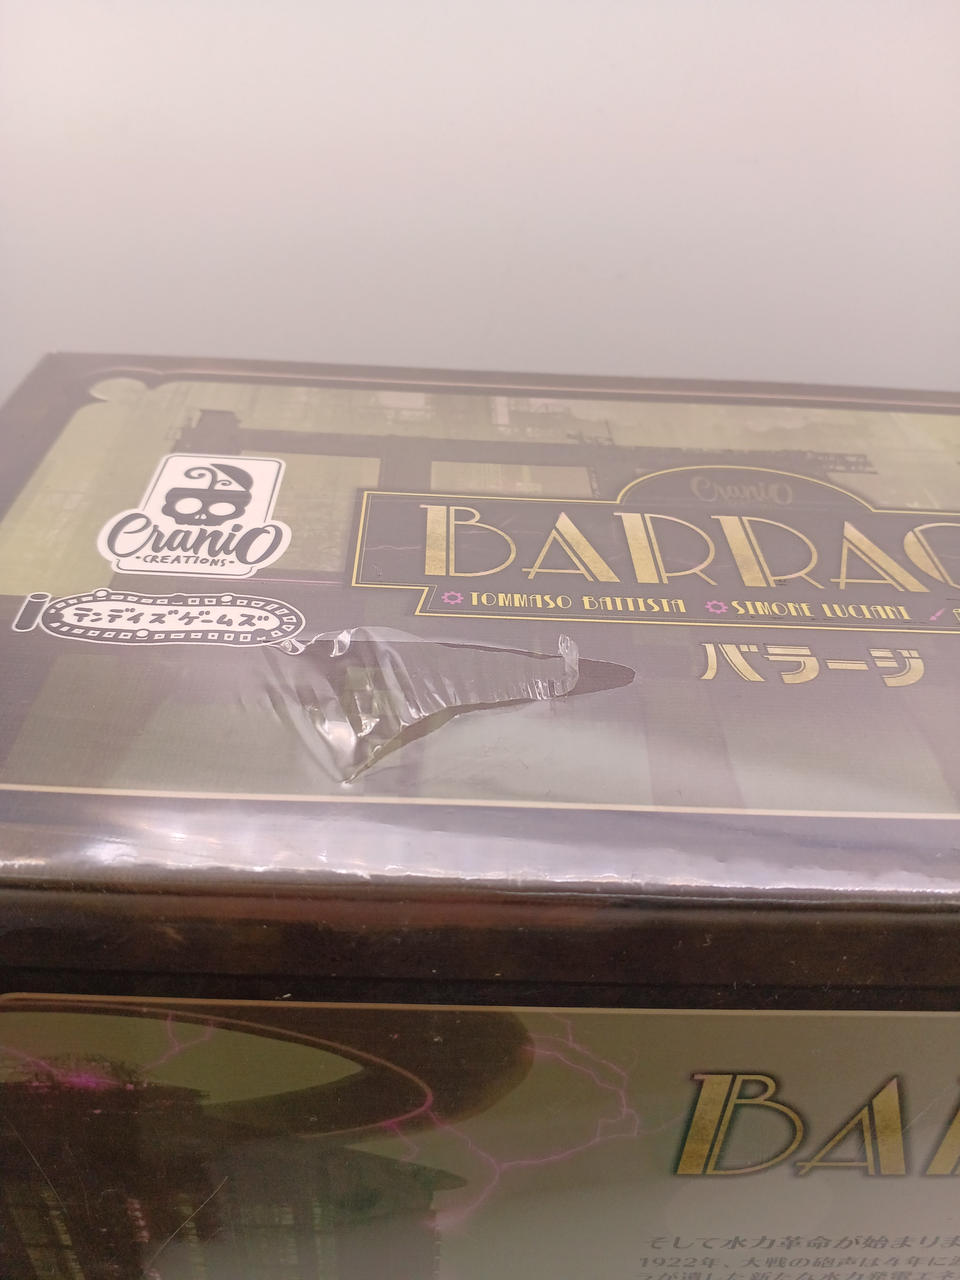 Cranio
CREATIONS
テンデイズゲームズ
Cranio
BARRAG
TOMMASO BATTISTA SIMONE LUCIANI
バラージ
BA
そして水力革命が始まりま
1922年、大戦の砲声は4年に